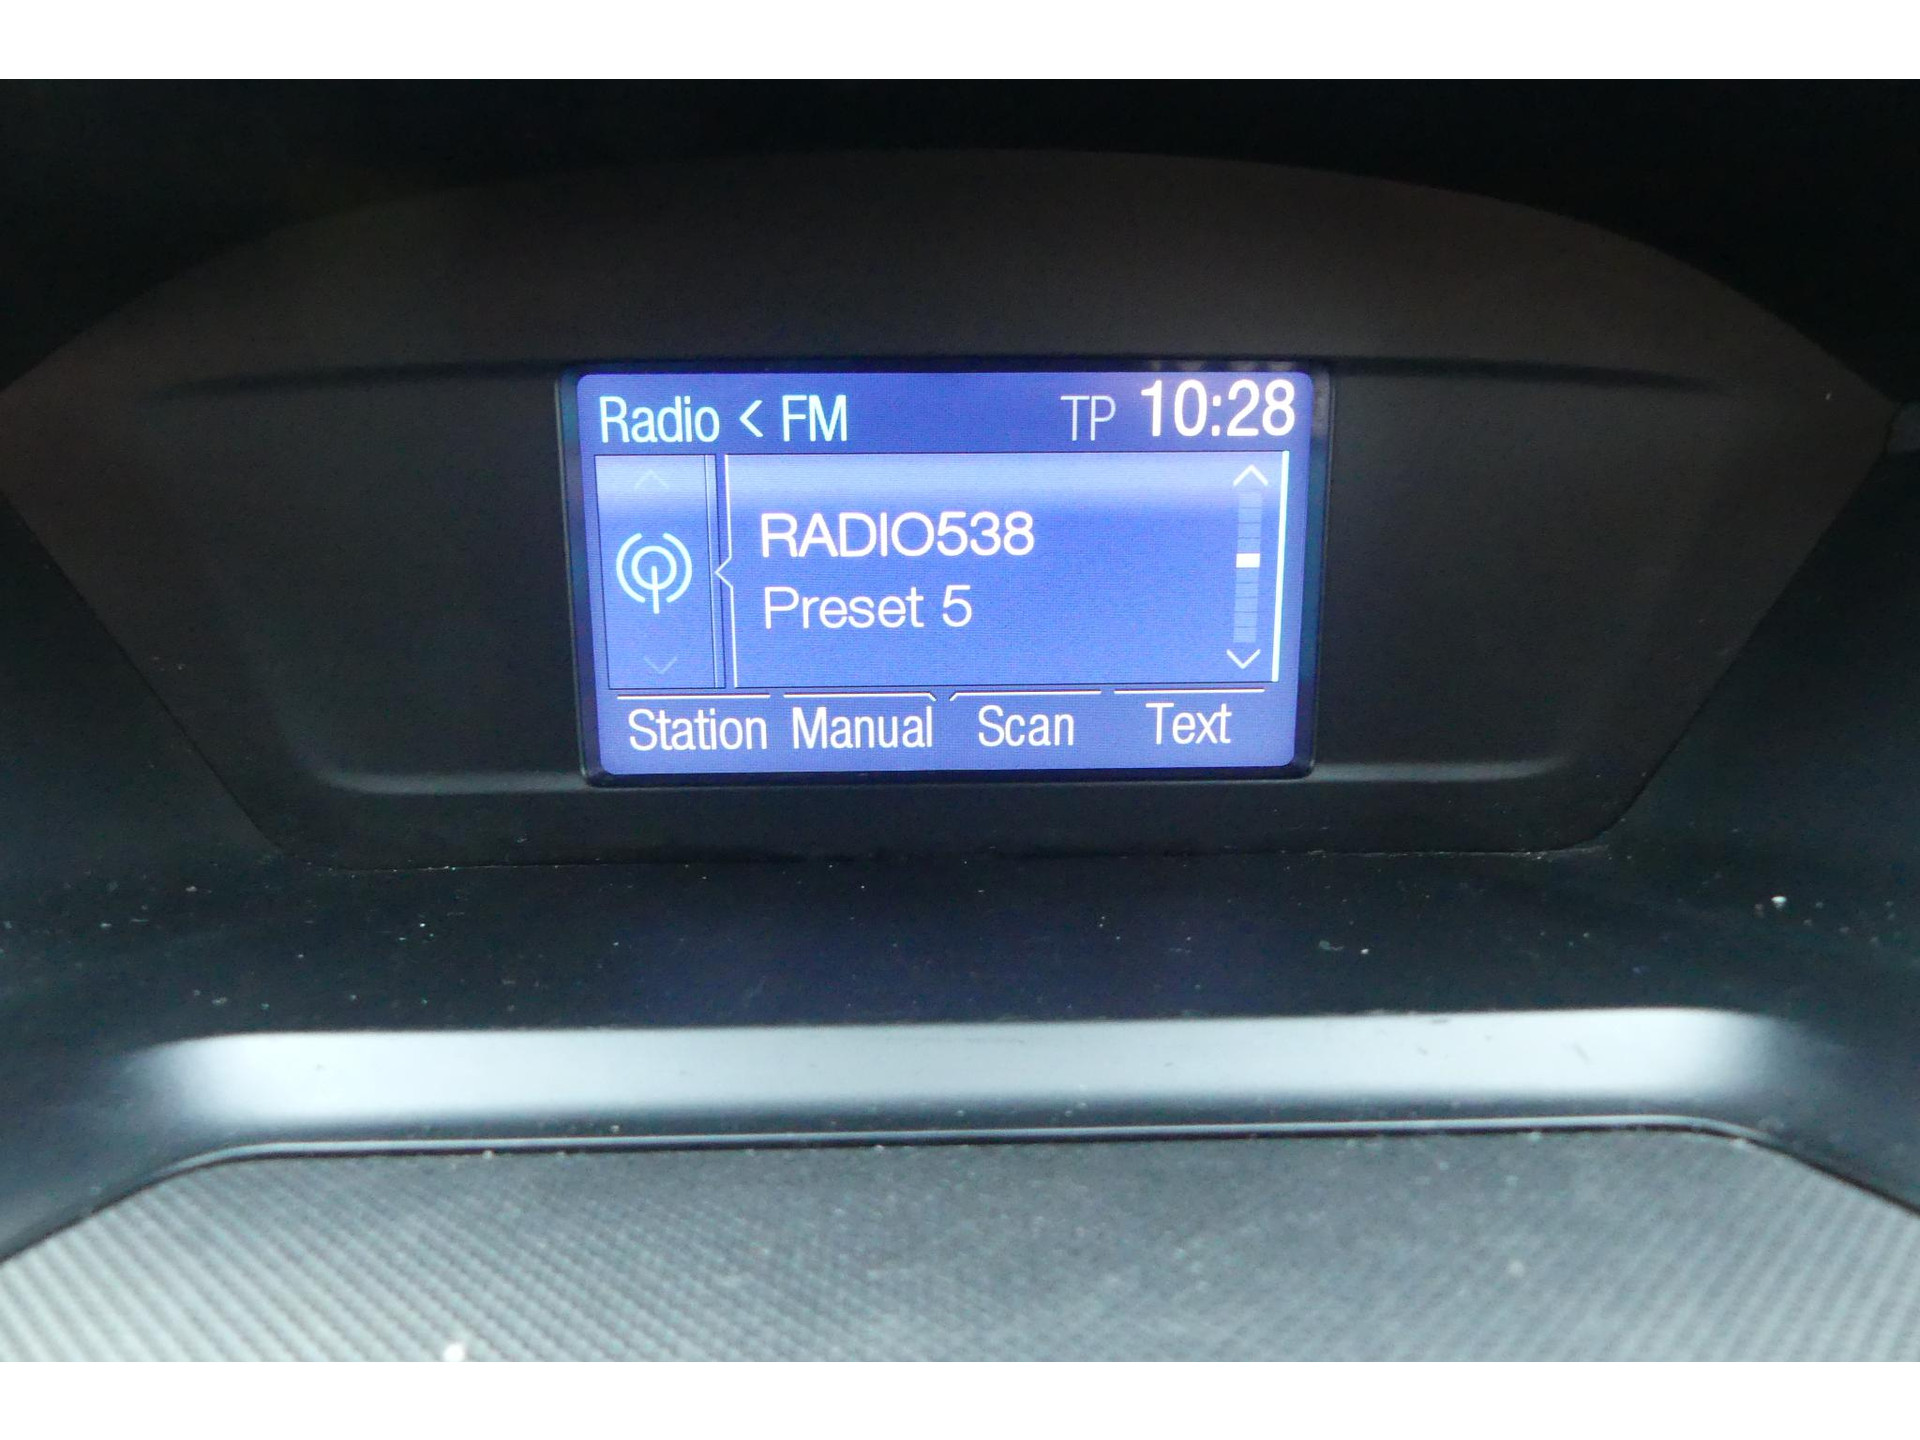 Radio < FM TP 10:28
RADIO538
Preset 5
Station Manual Scan Text